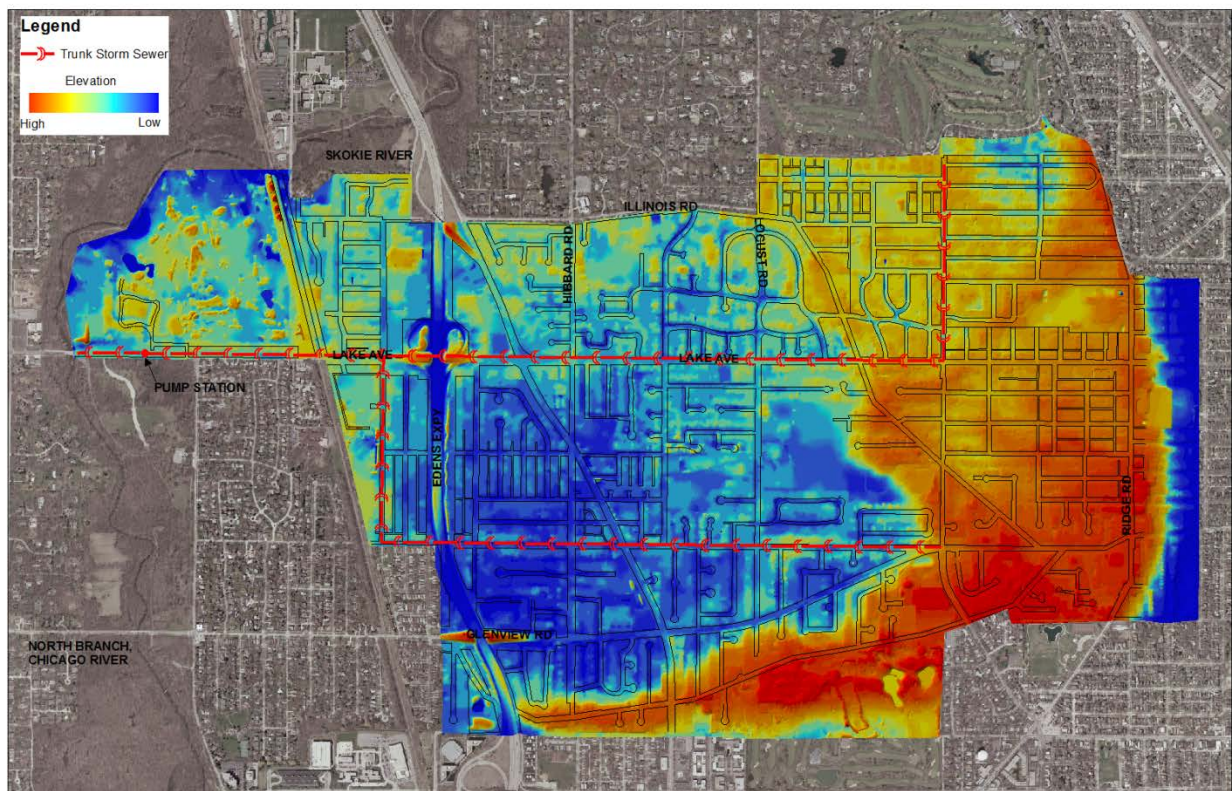 Legend
Trunk Storm Sewer
Elevation
High
Low
SKOKIE RIVER
ILLINOIS RD
HIBBARD RD
LOCUST RD
LAKE AVE
LAKE AVE
PUMP STATION
EDENS EXPY
RIDGE RD
GLENVIEW RD
NORTH BRANCH,
CHICAGO RIVER